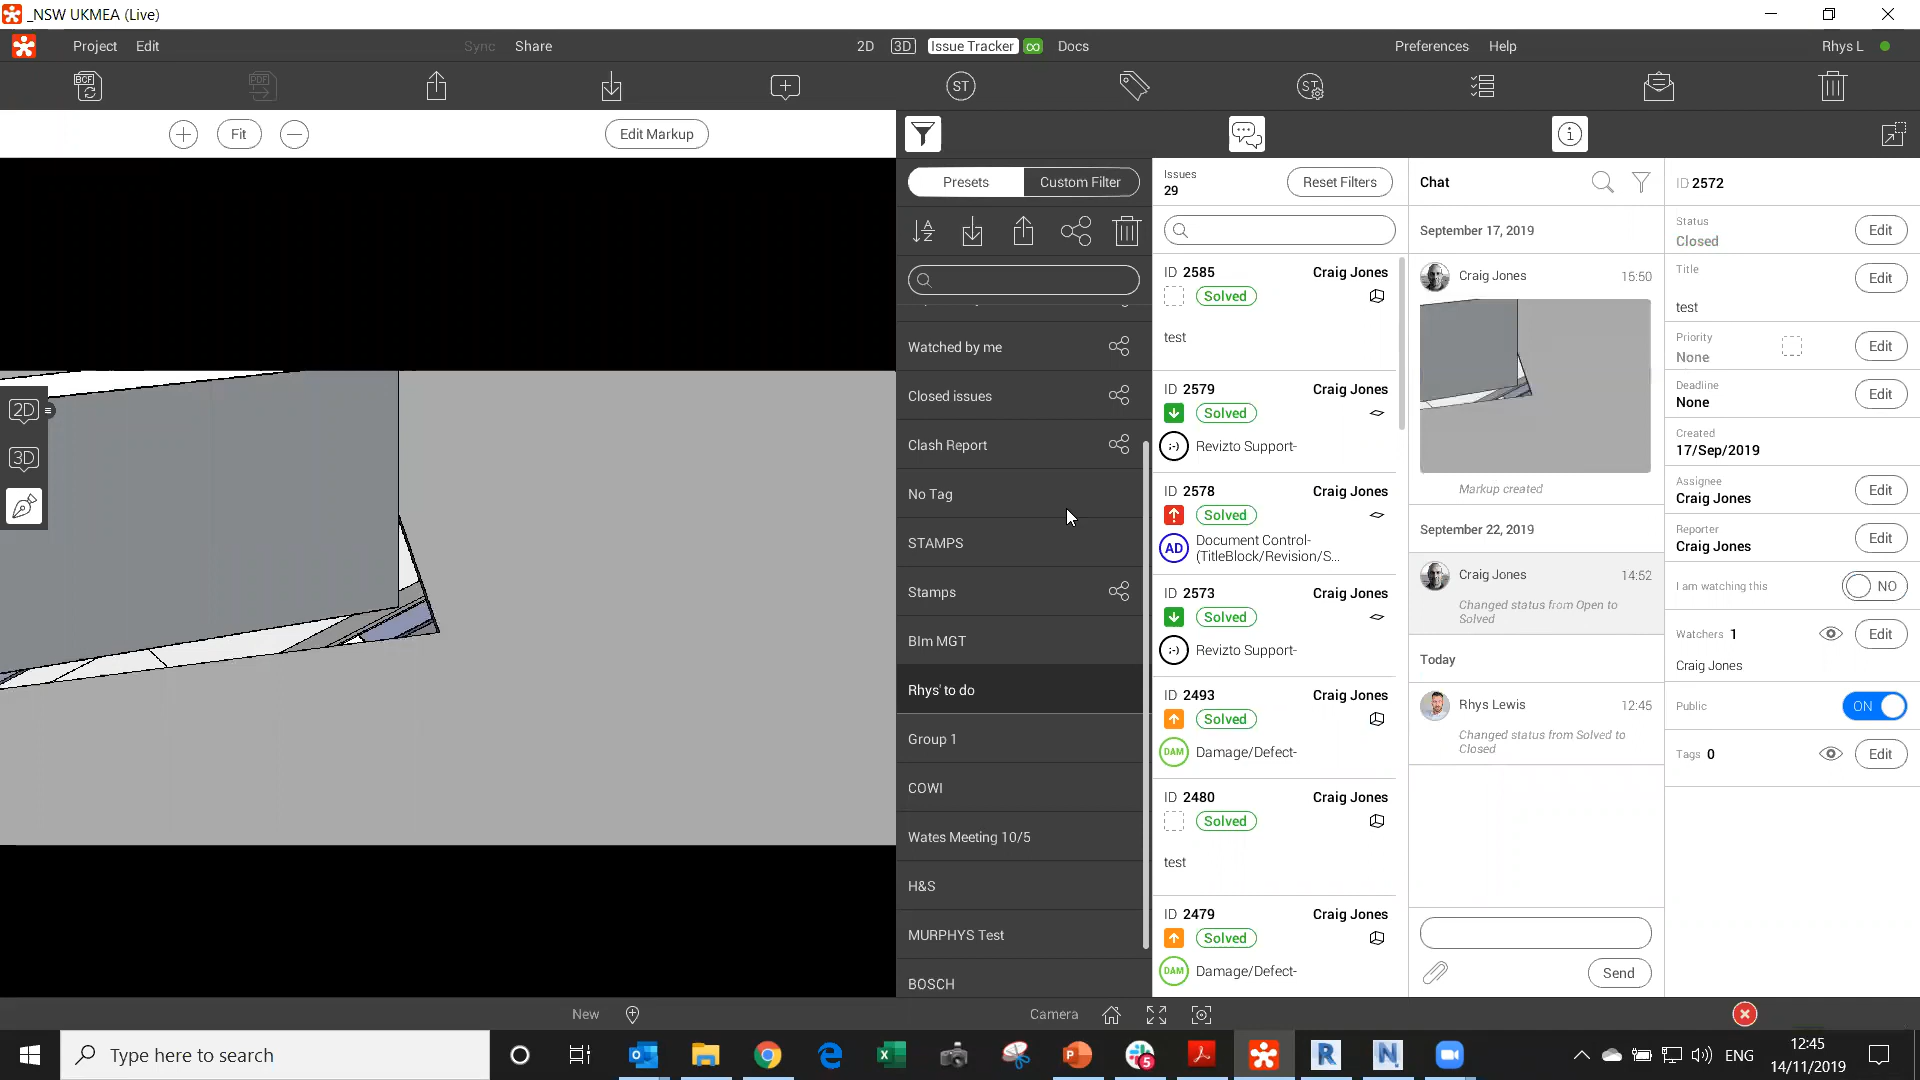 _NSW UKMEA (Live)
Project Edit Sync Share 2D 3D Issue Tracker Docs Preferences Help Rhys L
BCF PDF ST ST
Fit Edit Markup
Presets Custom Filter
Watched by me
Closed issues
Clash Report
No Tag
STAMPS
Stamps
BIm MGT
Rhys' to do
Group 1
COWI
Wates Meeting 10/5
H&S
MURPHYS Test
BOSCH
2D
3D
Issues
29
Reset Filters
ID 2585 Craig Jones
Solved
test
ID 2579 Craig Jones
Solved
Revizto Support-
ID 2578 Craig Jones
Solved
AD Document Control-
(TitleBlock/Revision/S...
ID 2573 Craig Jones
Solved
Revizto Support-
ID 2493 Craig Jones
Solved
DAM Damage/Defect-
ID 2480 Craig Jones
Solved
test
ID 2479 Craig Jones
Solved
DAM Damage/Defect-
Chat
September 17, 2019
Craig Jones 15:50
Markup created
September 22, 2019
Craig Jones 14:52
Changed status from Open to
Solved
Today
Rhys Lewis 12:45
Changed status from Solved to
Closed
Send
ID 2572
Status
Closed Edit
Title Edit
test
Priority
None Edit
Deadline
None Edit
Created
17/Sep/2019
Assignee
Craig Jones Edit
Reporter
Craig Jones Edit
I am watching this NO
Watchers 1 Edit
Craig Jones
Public ON
Tags 0 Edit
New Camera
Type here to search
5
ENG
12:45
14/11/2019